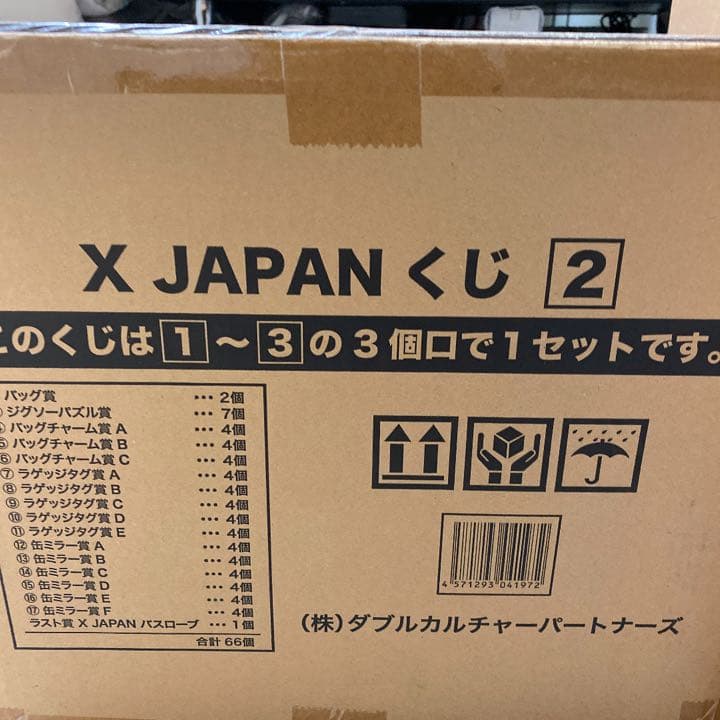 X JAPAN くじ 2
このくじは 1 ～ 3 の 3 個口で 1 セットです。
バッグ賞 ・・・ 2個
ジグソーパズル賞 ・・・ 7個
④ バッグチャーム賞 A ・・・ 4個
⑤ バッグチャーム賞 B ・・・ 4個
⑥ バッグチャーム賞 C ・・・ 4個
⑦ ラゲッジタグ賞 A ・・・ 4個
⑧ ラゲッジタグ賞 B ・・・ 4個
⑨ ラゲッジタグ賞 C ・・・ 4個
⑩ ラゲッジタグ賞 D ・・・ 4個
⑪ ラゲッジタグ賞 E ・・・ 4個
⑫ 缶ミラー賞 A ・・・ 4個
⑬ 缶ミラー賞 B ・・・ 4個
⑭ 缶ミラー賞 C ・・・ 4個
⑮ 缶ミラー賞 D ・・・ 4個
⑯ 缶ミラー賞 E ・・・ 4個
⑰ 缶ミラー賞 F ・・・ 4個
ラスト賞 X JAPAN バスローブ ・・・ 1個
合計 66個
4 571293 041972
（株）ダブルカルチャーパートナーズ